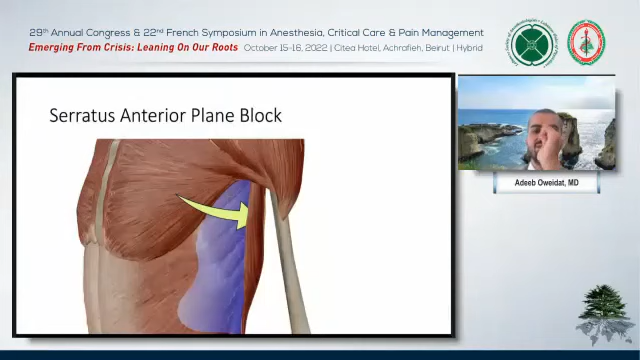 29th Annual Congress & 22nd French Symposium in Anesthesia, Critical Care & Pain Management
Emerging From Crisis: Leaning On Our Roots October 15-16, 2022 | Citea Hotel, Achrafieh, Beirut | Hybrid
Serratus Anterior Plane Block
Adeeb Oweidat, MD